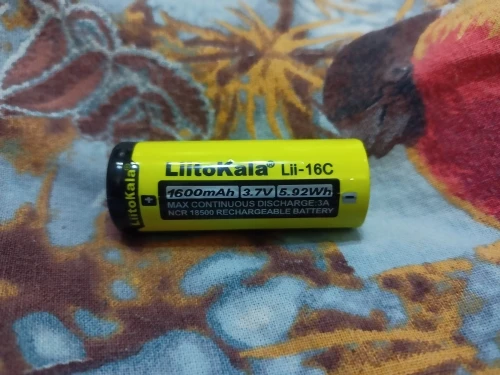 LiitoKala
LiitoKala® Lii-16C
1600mAh 3.7V 5.92Wh
+ -
MAX CONTINUOUS DISCHARGE:3A
NCR 18500 RECHARGEABLE BATTERY